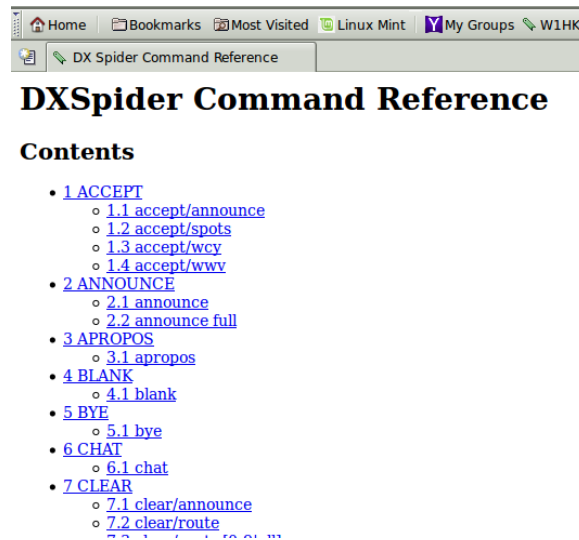 Home Bookmarks Most Visited Linux Mint My Groups W1HK
DX Spider Command Reference
DXSpider Command Reference
Contents
1 ACCEPT
1.1 accept/announce
1.2 accept/spots
1.3 accept/wcy
1.4 accept/wwv
2 ANNOUNCE
2.1 announce
2.2 announce full
3 APROPOS
3.1 apropos
4 BLANK
4.1 blank
5 BYE
5.1 bye
6 CHAT
6.1 chat
7 CLEAR
7.1 clear/announce
7.2 clear/route